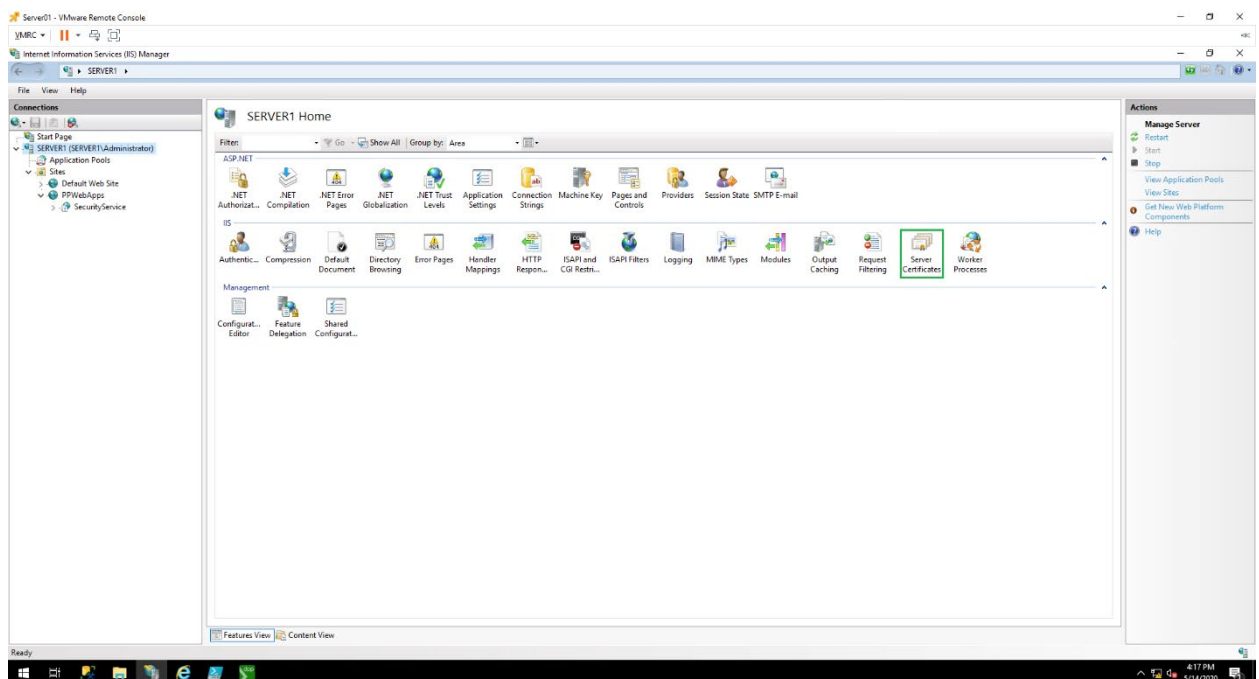 Server01 - VMware Remote Console
VMRC
Internet Information Services (IIS) Manager
SERVER1
File View Help
Connections
Start Page
SERVER1 (SERVER1\Administrator)
Application Pools
Sites
Default Web Site
PPWebApps
SecurityService
SERVER1 Home
Filter: Go Show All Group by: Area
ASP.NET
.NET Authorizat...
.NET Compilation
.NET Error Pages
.NET Globalization
.NET Trust Levels
Application Settings
Connection Strings
Machine Key
Pages and Controls
Providers
Session State
SMTP E-mail
IIS
Authentic...
Compression
Default Document
Directory Browsing
Error Pages
Handler Mappings
HTTP Respon...
ISAPI and CGI Restri...
ISAPI Filters
Logging
MIME Types
Modules
Output Caching
Request Filtering
Server Certificates
Worker Processes
Management
Configurat... Editor
Feature Delegation
Shared Configurat...
Features View Content View
Actions
Manage Server
Restart
Start
Stop
View Application Pools
View Sites
Get New Web Platform Components
Help
Ready
4:17 PM
5/14/2020